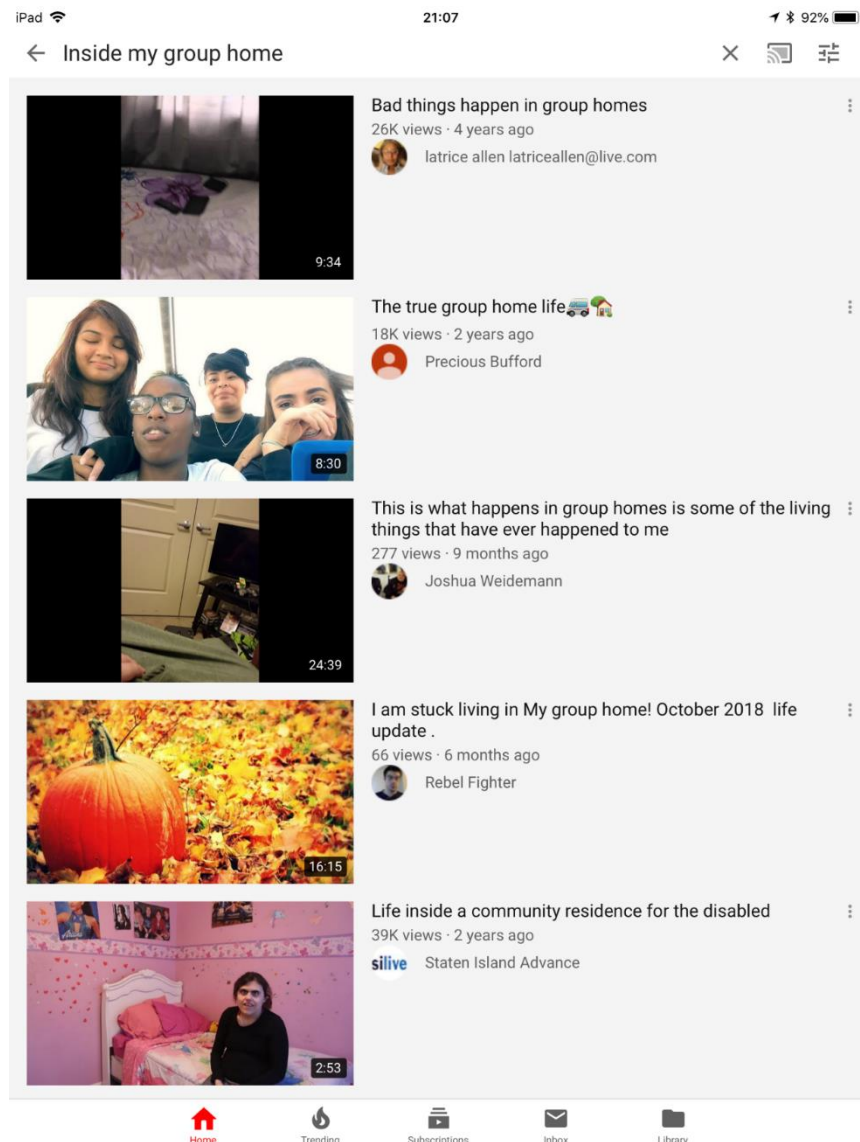 iPad 21:07 92%
Inside my group home
Bad things happen in group homes
26K views · 4 years ago
latrice allen latriceallen@live.com
9:34
The true group home life🚐🏡
18K views · 2 years ago
Precious Bufford
8:30
This is what happens in group homes is some of the living
things that have ever happened to me
277 views · 9 months ago
Joshua Weidemann
24:39
I am stuck living in My group home! October 2018 life
update .
66 views · 6 months ago
Rebel Fighter
16:15
Life inside a community residence for the disabled
39K views · 2 years ago
silive Staten Island Advance
2:53
Home Trending Subscriptions Inbox Library